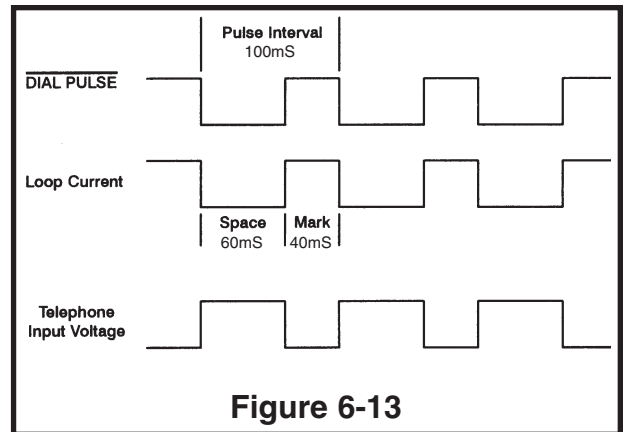 Pulse Interval
100mS
DIAL PULSE
Loop Current
Space
60mS
Mark
40mS
Telephone
Input Voltage
Figure 6-13